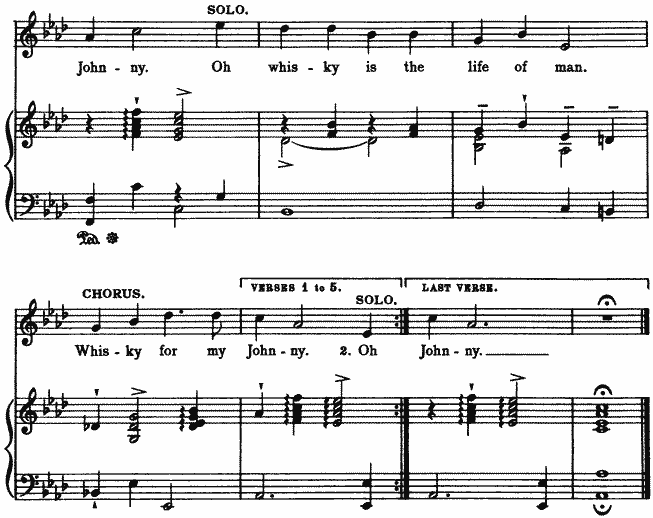 SOLO.
John - ny. Oh whis - ky is the life of man.
Ped.
CHORUS. VERSES 1 to 5. SOLO. LAST VERSE.
Whis - ky for my John - ny. 2. Oh John - ny.